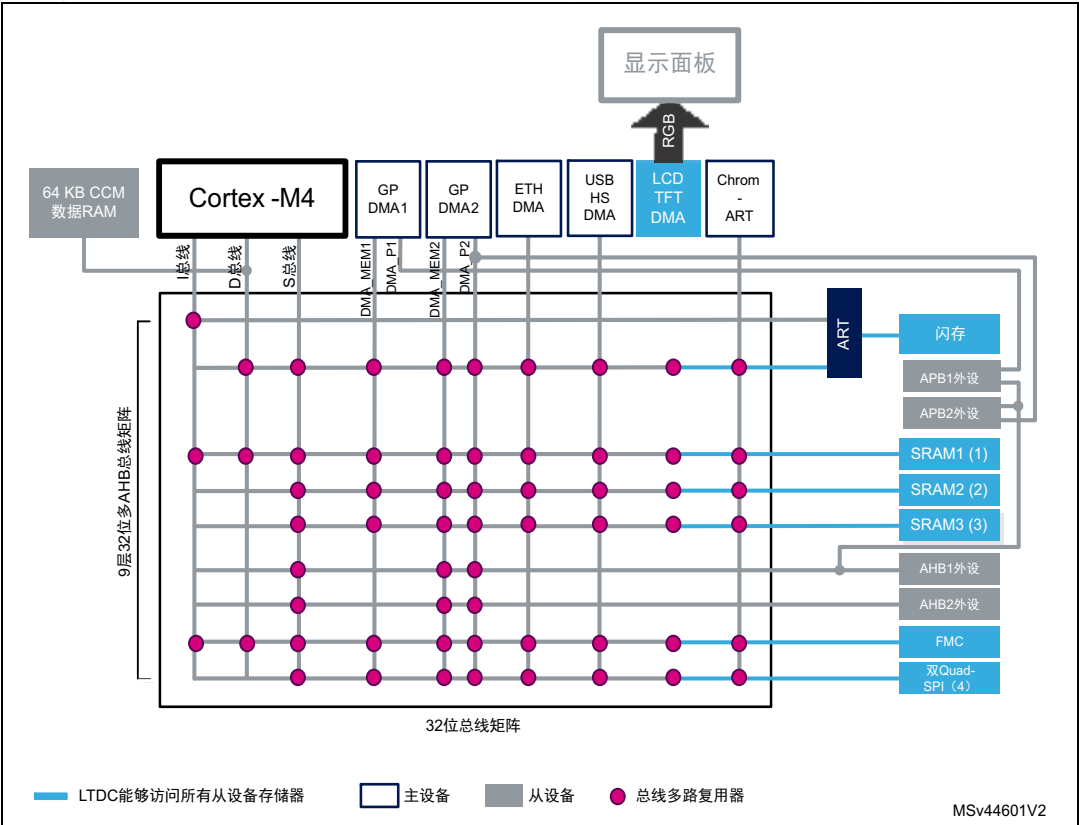 显示面板
RGB
64 KB CCM
数据RAM
Cortex -M4
GP
DMA1
GP
DMA2
ETH
DMA
USB
HS
DMA
LCD
TFT
DMA
Chrom
-
ART
I总线
D总线
S总线
DMA_MEM1
DMA_P1
DMA_MEM2
DMA_P2
ART
闪存
APB1外设
APB2外设
SRAM1 (1)
SRAM2 (2)
SRAM3 (3)
AHB1外设
AHB2外设
FMC
双Quad-
SPI（4）
9层32位多AHB总线矩阵
32位总线矩阵
LTDC能够访问所有从设备存储器
主设备
从设备
总线多路复用器
MSv44601V2